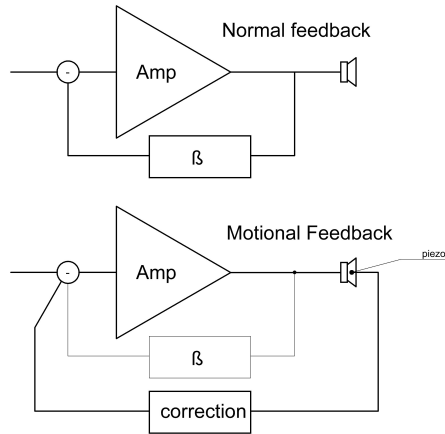 Normal feedback
-
Amp
ß
Motional Feedback
piezo
-
Amp
ß
correction